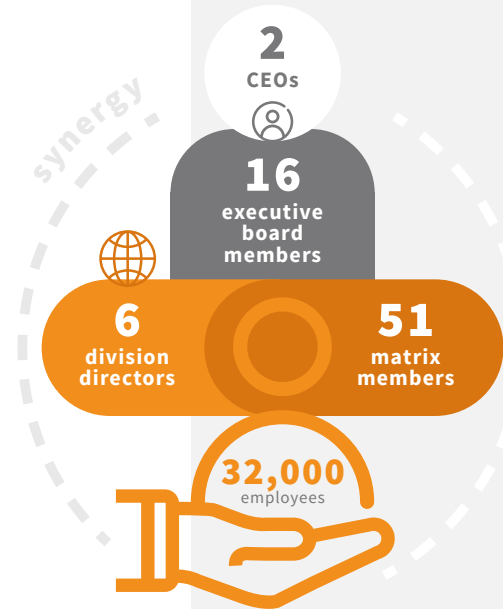 synergy
2
CEOs
16
executive
board
members
6
division
directors
51
matrix
members
32,000
employees